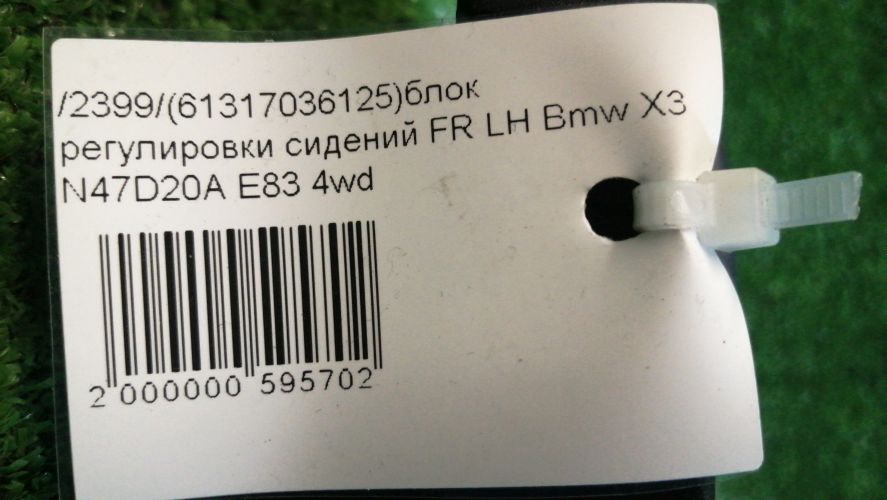 /2399/(61317036125)блок
регулировки сидений FR LH Bmw X3
N47D20A E83 4wd
2 000000 595702